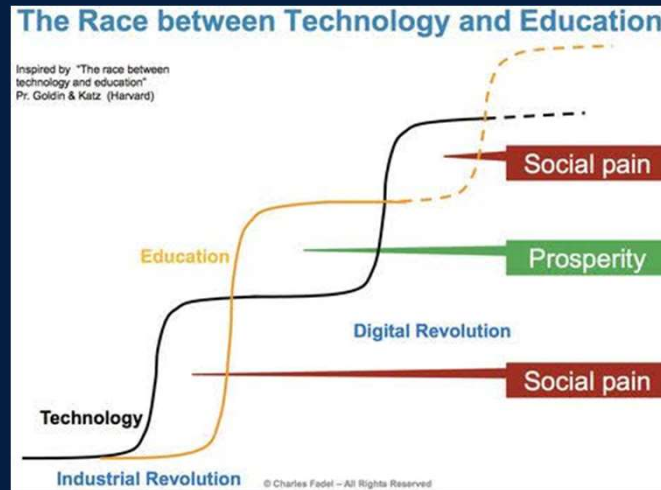 The Race between Technology and Education
Inspired by "The race between
technology and education"
Pr. Goldin & Katz (Harvard)
Social pain
Education
Prosperity
Digital Revolution
Social pain
Technology
Industrial Revolution
© Charles Fadel – All Rights Reserved